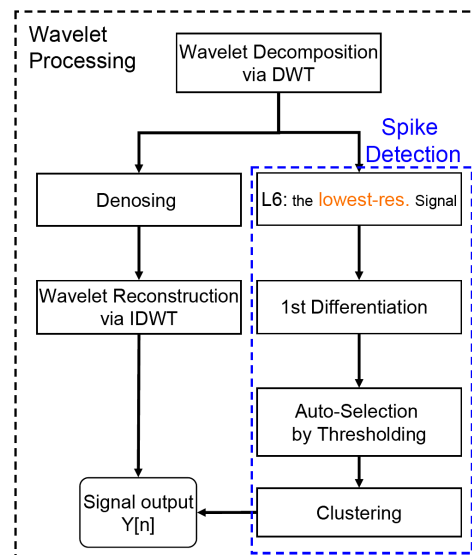 Wavelet
Processing
Wavelet Decomposition
via DWT
Spike
Detection
Denosing
L6: the lowest-res. Signal
Wavelet Reconstruction
via IDWT
1st Differentiation
Auto-Selection
by Thresholding
Signal output
Y[n]
Clustering